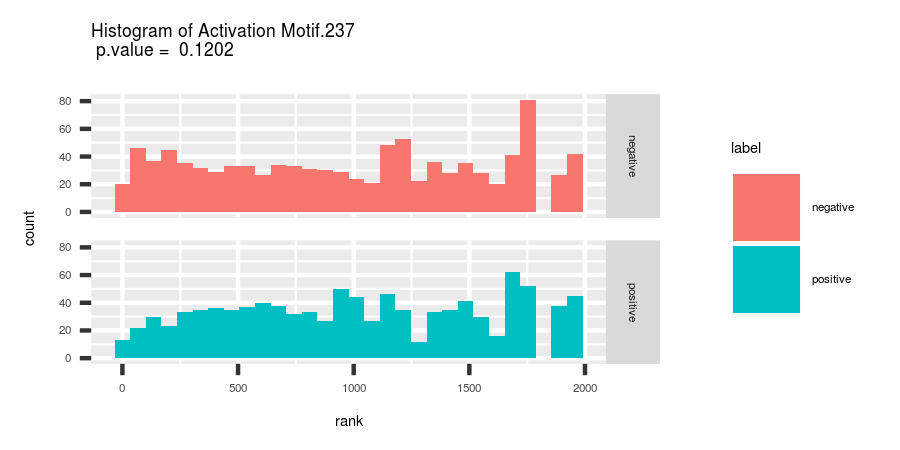 Histogram of Activation Motif.237
p.value = 0.1202
count
80
60
40
20
0
negative
80
60
40
20
0
positive
0 500 1000 1500 2000
rank
label
negative
positive